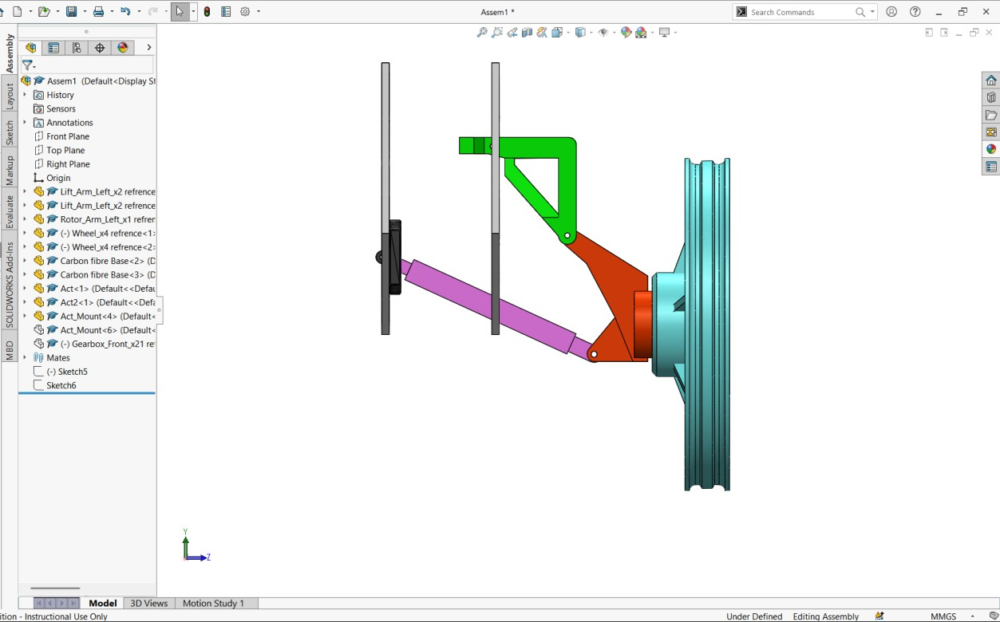 Assem1 *
Search Commands
Assembly
Layout
Sketch
Markup
Evaluate
SOLIDWORKS Add-Ins
MBD
Assem1 (Default<Display St
History
Sensors
Annotations
Front Plane
Top Plane
Right Plane
Origin
Lift_Arm_Left_x2 refrence
Lift_Arm_Left_x2 refrence
Rotor_Arm_Left_x1 refren
(-) Wheel_x4 refrence<1>
(-) Wheel_x4 refrence<2>
Carbon fibre Base<2> (D
Carbon fibre Base<3> (D
Act<1> (Default<<Defau
Act2<1> (Default<<Defa
Act_Mount<4> (Default<
Act_Mount<6> (Default<
(-) Gearbox_Front_x21 re
Mates
(-) Sketch5
Sketch6
Y
Z
Model
3D Views
Motion Study 1
ition - Instructional Use Only
Under Defined
Editing Assembly
MMGS